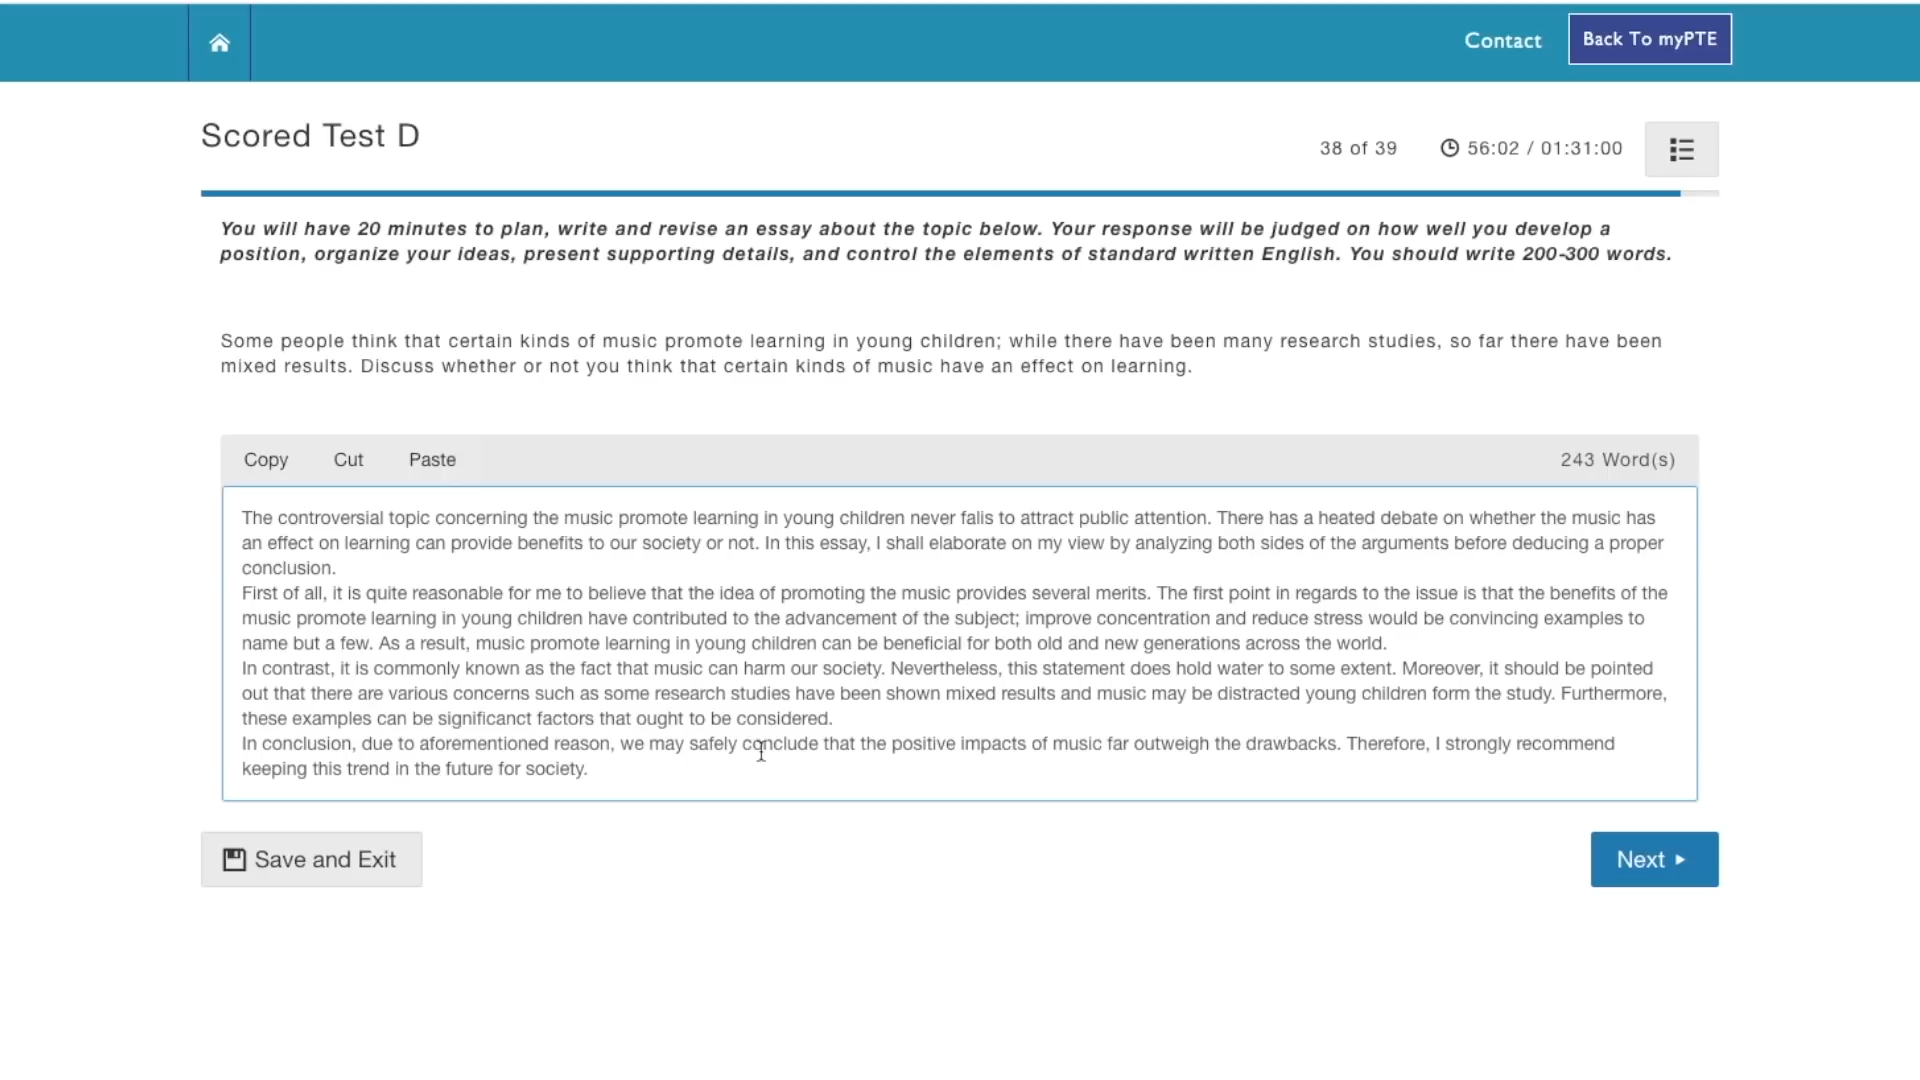 Contact
Back To myPTE
Scored Test D
38 of 39
56:02 / 01:31:00
You will have 20 minutes to plan, write and revise an essay about the topic below. Your response will be judged on how well you develop a
position, organize your ideas, present supporting details, and control the elements of standard written English. You should write 200-300 words.
Some people think that certain kinds of music promote learning in young children; while there have been many research studies, so far there have been
mixed results. Discuss whether or not you think that certain kinds of music have an effect on learning.
Copy Cut Paste
243 Word(s)
The controversial topic concerning the music promote learning in young children never falis to attract public attention. There has a heated debate on whether the music has
an effect on learning can provide benefits to our society or not. In this essay, I shall elaborate on my view by analyzing both sides of the arguments before deducing a proper
conclusion.
First of all, it is quite reasonable for me to believe that the idea of promoting the music provides several merits. The first point in regards to the issue is that the benefits of the
music promote learning in young children have contributed to the advancement of the subject; improve concentration and reduce stress would be convincing examples to
name but a few. As a result, music promote learning in young children can be beneficial for both old and new generations across the world.
In contrast, it is commonly known as the fact that music can harm our society. Nevertheless, this statement does hold water to some extent. Moreover, it should be pointed
out that there are various concerns such as some research studies have been shown mixed results and music may be distracted young children form the study. Furthermore,
these examples can be significanct factors that ought to be considered.
In conclusion, due to aforementioned reason, we may safely conclude that the positive impacts of music far outweigh the drawbacks. Therefore, I strongly recommend
keeping this trend in the future for society.
Save and Exit
Next